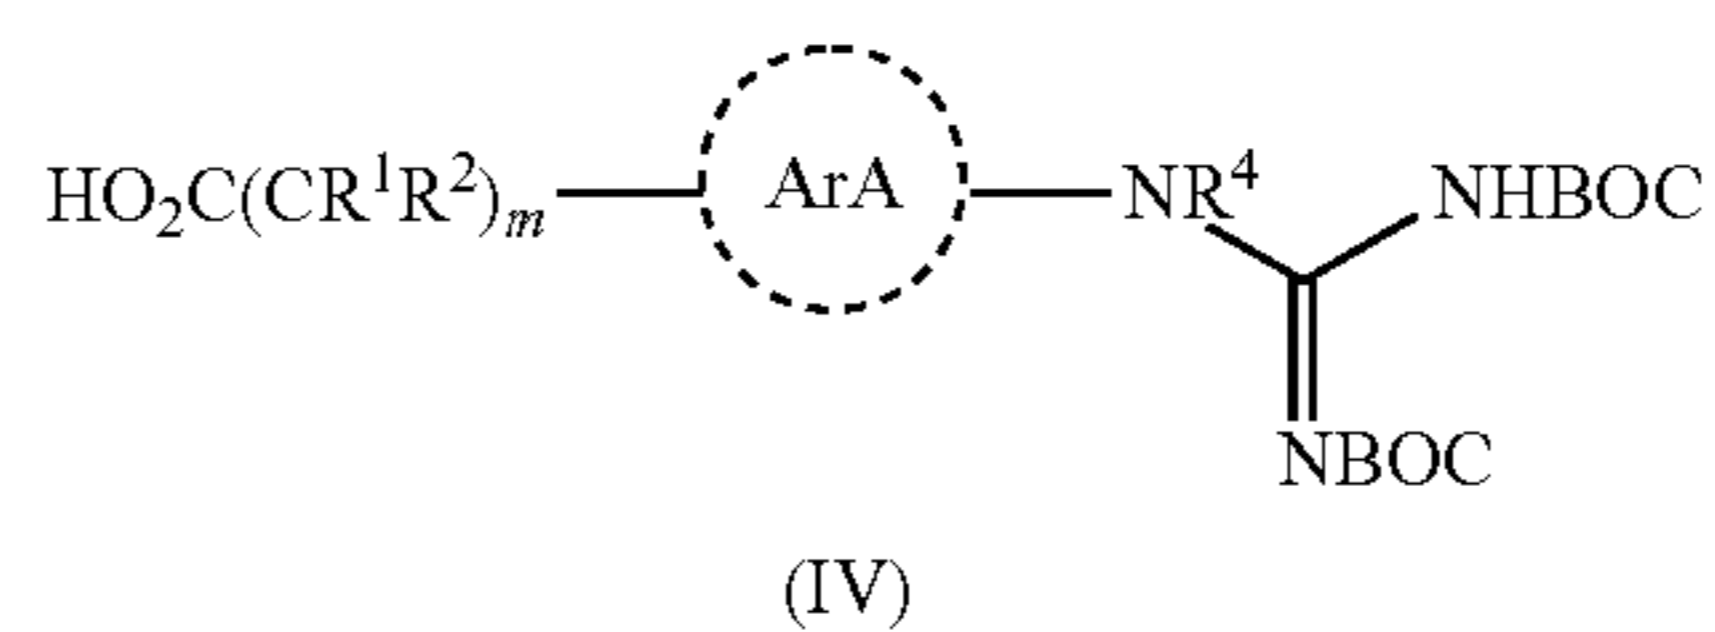 HO₂C(CR¹R²)ₘ ArA NR⁴ NHBOC
NBOC
(IV)